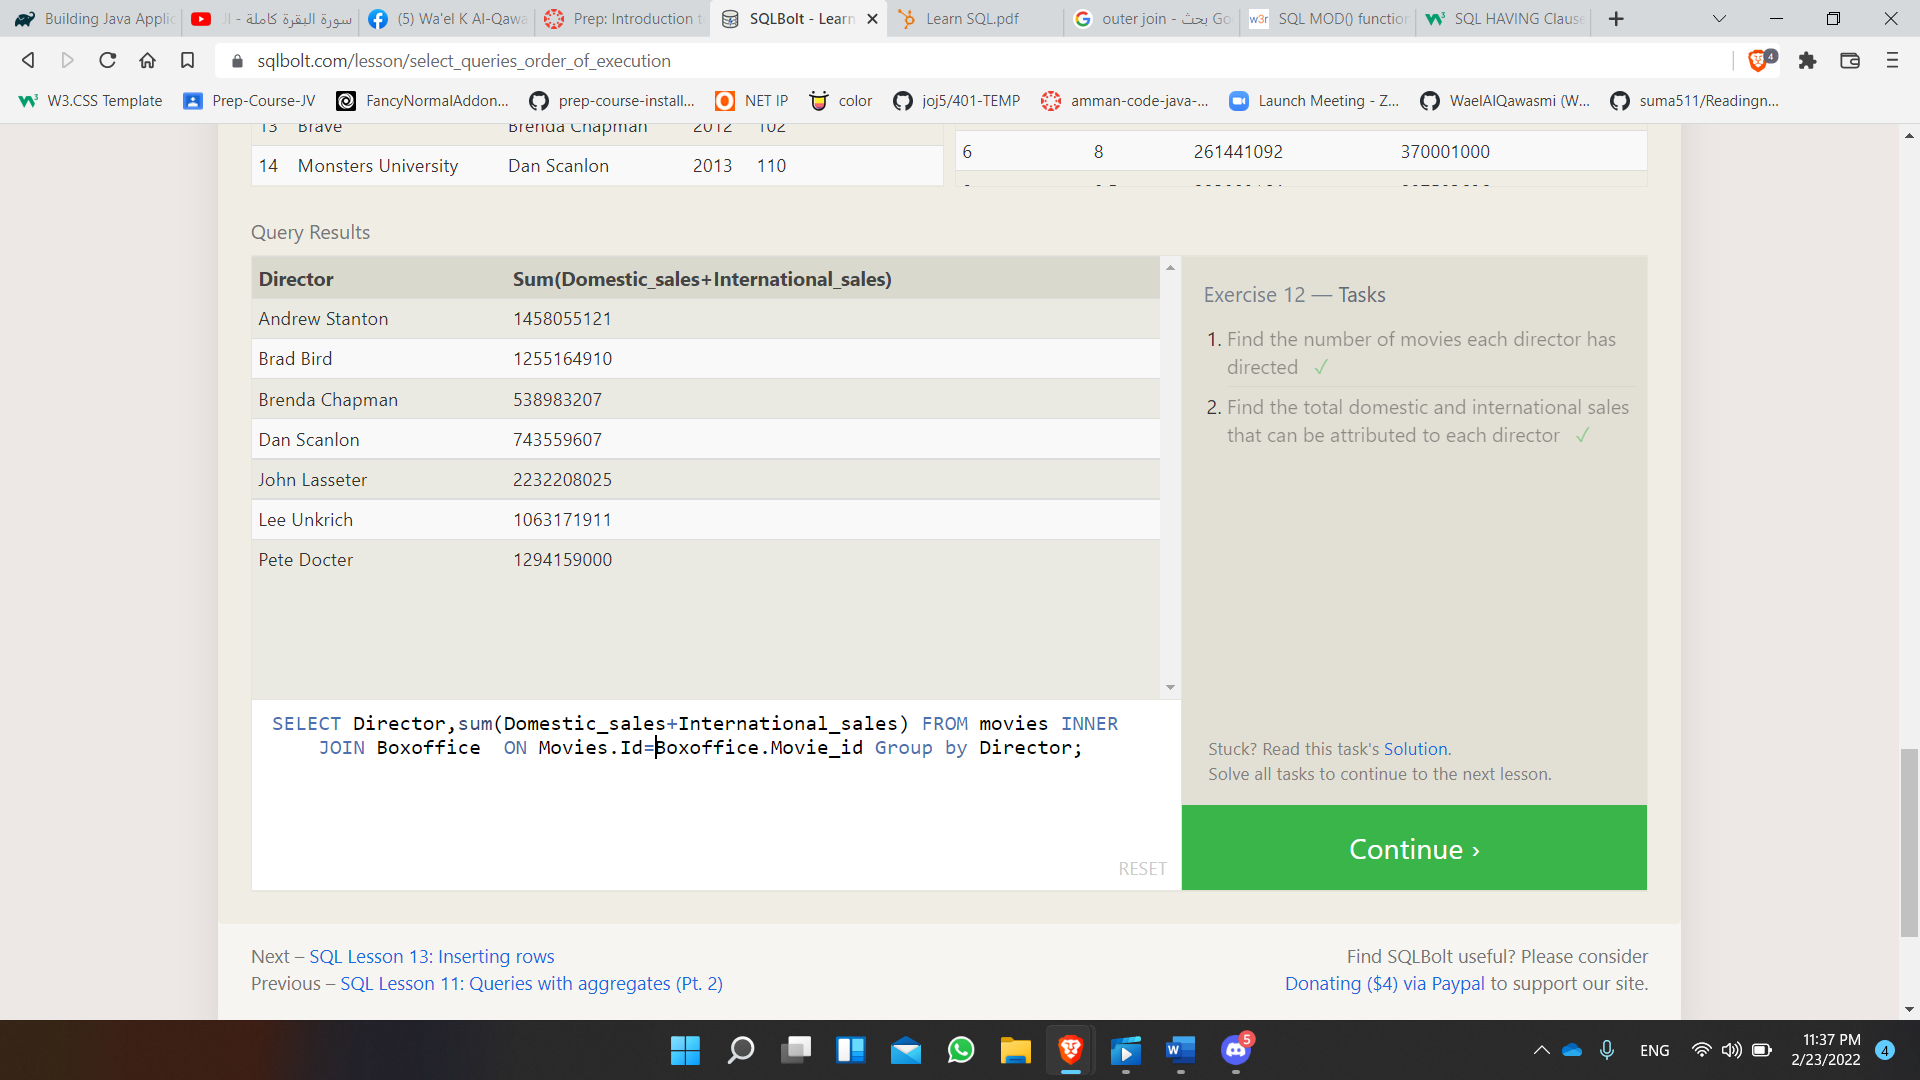 Building Java Applic
سورة البقرة كاملة - ال
(5) Wa'el K Al-Qawa
Prep: Introduction t
SQLBolt - Learn
Learn SQL.pdf
outer join - بحث Go
SQL MOD() function
SQL HAVING Clause
sqlbolt.com/lesson/select_queries_order_of_execution
4
W3.CSS Template
Prep-Course-JV
FancyNormalAddon...
prep-course-install...
NET IP
color
joj5/401-TEMP
amman-code-java-...
Launch Meeting - Z...
WaelAlQawasmi (W...
suma511/Readingn...
13 Brave Brenda Chapman 2012 102
14 Monsters University Dan Scanlon 2013 110
6 8 261441092 370001000
Query Results
Director Sum(Domestic_sales+International_sales)
Andrew Stanton 1458055121
Brad Bird 1255164910
Brenda Chapman 538983207
Dan Scanlon 743559607
John Lasseter 2232208025
Lee Unkrich 1063171911
Pete Docter 1294159000
SELECT Director,sum(Domestic_sales+International_sales) FROM movies INNER
JOIN Boxoffice  ON Movies.Id=Boxoffice.Movie_id Group by Director;
RESET
Exercise 12 — Tasks
1. Find the number of movies each director has
directed ✓
2. Find the total domestic and international sales
that can be attributed to each director ✓
Stuck? Read this task's Solution.
Solve all tasks to continue to the next lesson.
Continue ›
Next – SQL Lesson 13: Inserting rows
Previous – SQL Lesson 11: Queries with aggregates (Pt. 2)
Find SQLBolt useful? Please consider
Donating ($4) via Paypal to support our site.
5
ENG
11:37 PM
2/23/2022
4